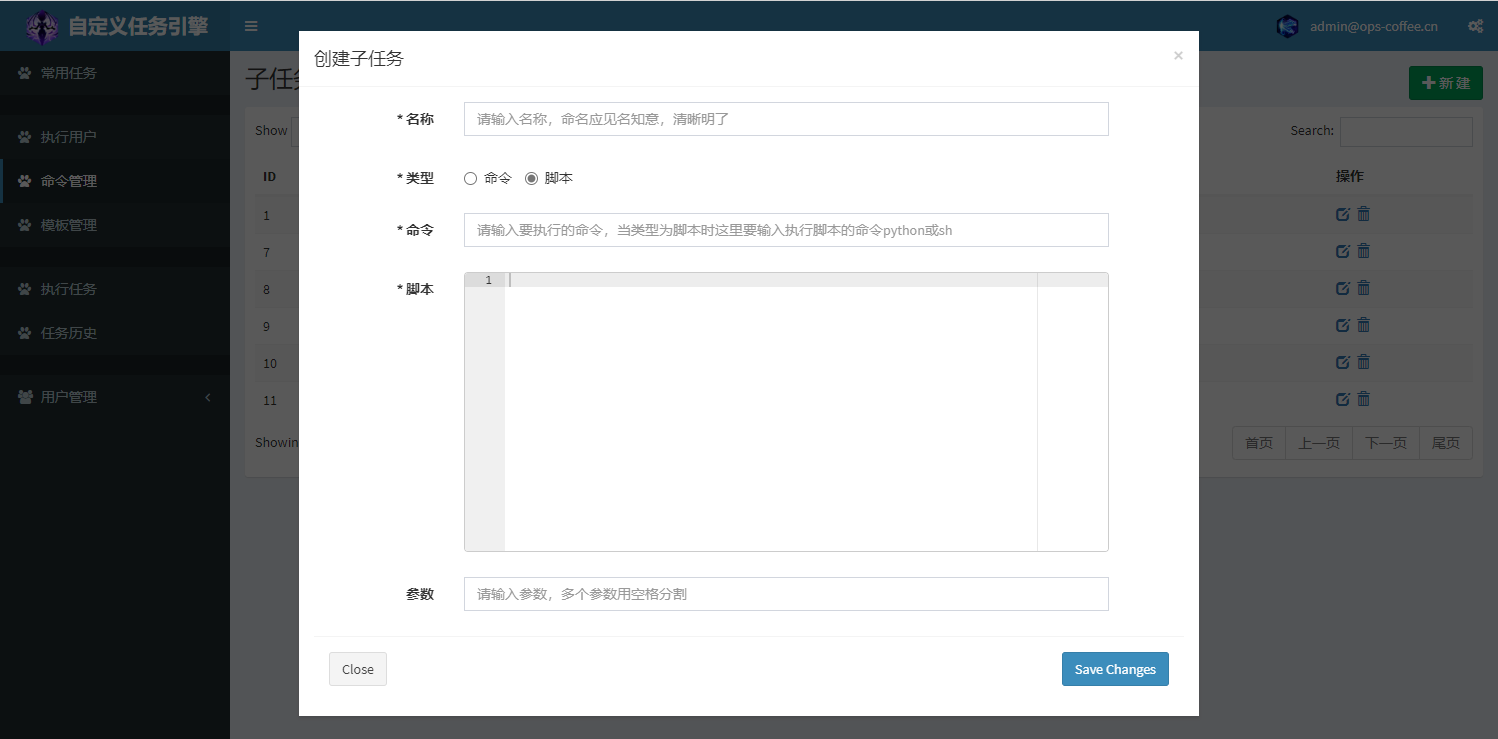 自定义任务引擎
admin@ops-coffee.cn
常用任务
执行用户
命令管理
模板管理
执行任务
任务历史
用户管理
子任
新建
Show
Search:
ID
操作
1
7
8
9
10
11
Showin
首页 上一页 下一页 尾页
创建子任务
×
* 名称 请输入名称，命名应见名知意，清晰明了
* 类型 命令 脚本
* 命令 请输入要执行的命令，当类型为脚本时这里要输入执行脚本的命令python或sh
* 脚本 1
参数 请输入参数，多个参数用空格分割
Close Save Changes